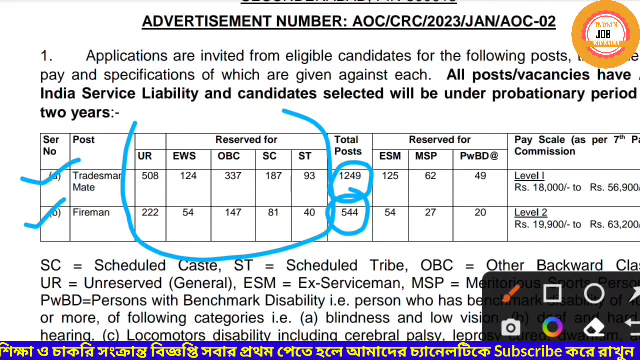 ADVERTISEMENT NUMBER: AOC/CRC/2023/JAN/AOC-02
JOB
1. Applications are invited from eligible candidates for the following posts,
pay and specifications of which are given against each. All posts/vacancies have
India Service Liability and candidates selected will be under probationary period
two years:-
Ser No Post Reserved for Total Posts Reserved for Pay Scale (as per 7th Pa
Commission
UR EWS OBC SC ST ESM MSP PwBD@
(a) Tradesman Mate 508 124 337 187 93 1249 125 62 49 Level I
Rs. 18,000/- to Rs. 56,900/
(b) Fireman 222 54 147 81 40 544 54 27 20 Level 2
Rs. 19,900/- to Rs. 63,200/
SC = Scheduled Caste, ST = Scheduled Tribe, OBC = Other Backward Clas
UR = Unreserved (General), ESM = Ex-Serviceman, MSP = Meritorious Sports
PwBD=Persons with Benchmark Disability i.e. person who has
or more, of following categories i.e. (a) blindness and low vision
hearing, (c) Locomotors disability including cerebral palsy, leprosy
শিক্ষা ও চাকরি সংক্রান্ত বিজ্ঞপ্তি সবার প্রথম পেতে হলে আমাদের চ্যানেলটিকে Subscribe করে রাখুন